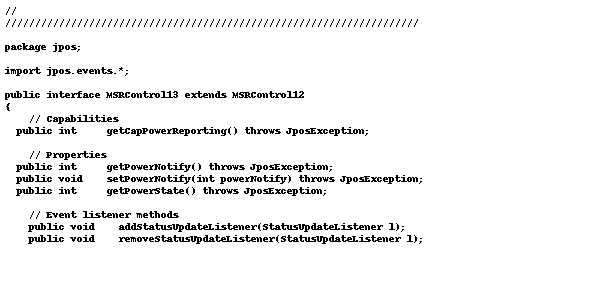 //
/////////////////////////////////////////////////////////////////////
package jpos;
import jpos.events.*;
public interface MSRControl13 extends MSRControl12
{
// Capabilities
public int getCapPowerReporting() throws JposException;
// Properties
public int getPowerNotify() throws JposException;
public void setPowerNotify(int powerNotify) throws JposException;
public int getPowerState() throws JposException;
// Event listener methods
public void addStatusUpdateListener(StatusUpdateListener l);
public void removeStatusUpdateListener(StatusUpdateListener l);